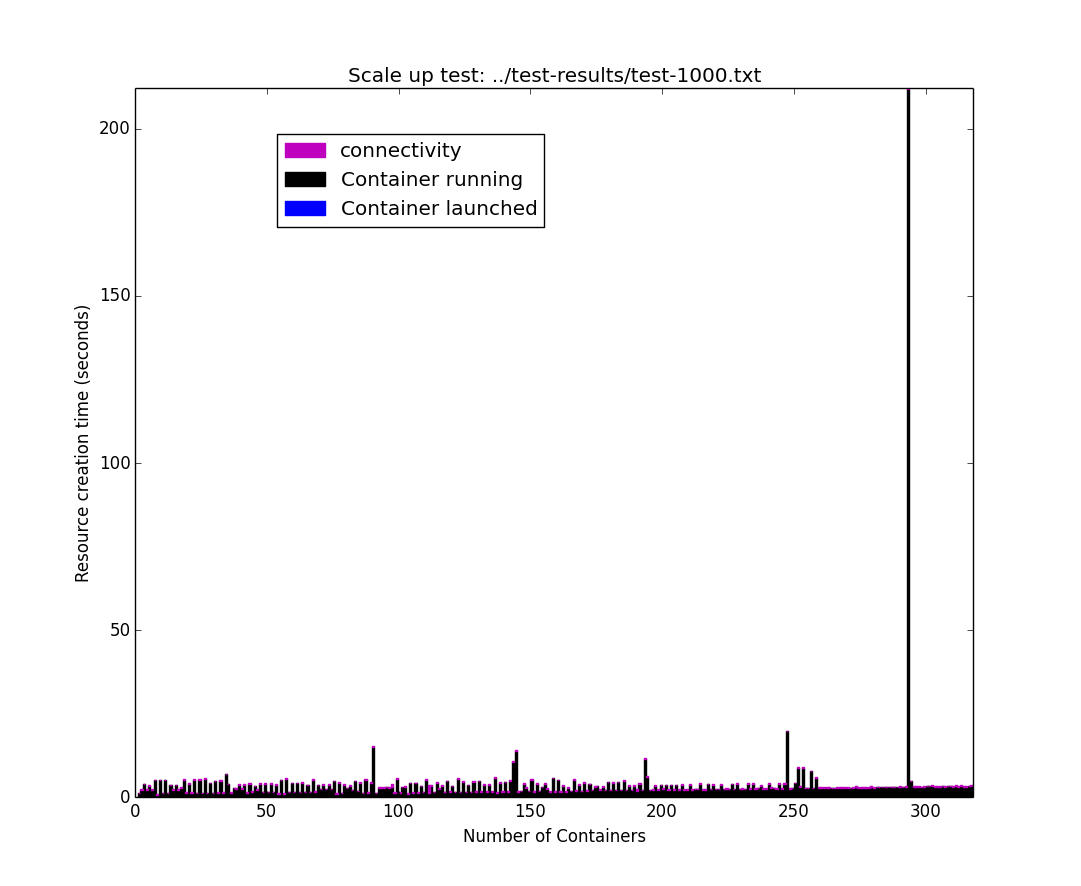 Scale up test: ../test-results/test-1000.txt
connectivity
Container running
Container launched
Resource creation time (seconds)
200
150
100
50
0
0 50 100 150 200 250 300
Number of Containers